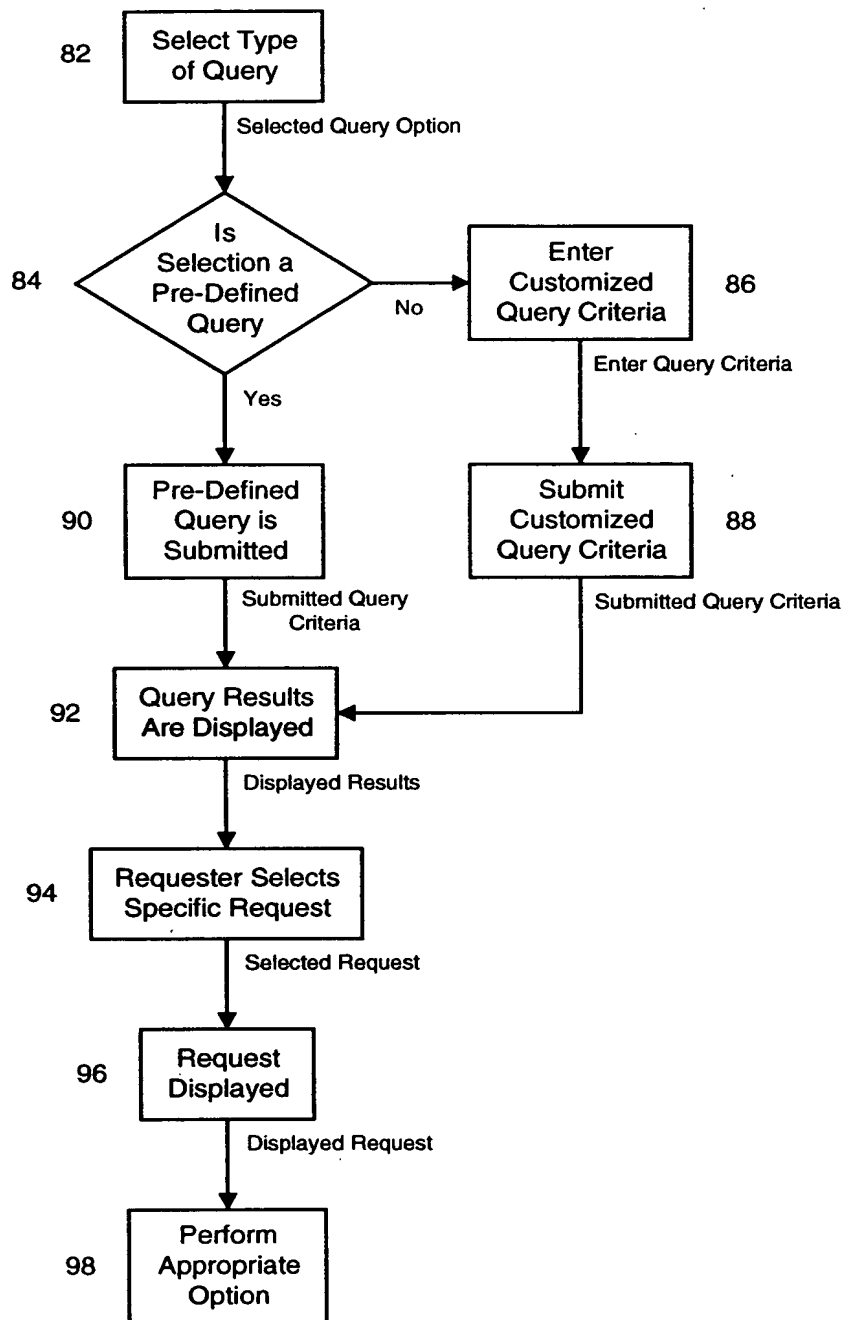 82
Select Type
of Query
Selected Query Option
84
Is
Selection a
Pre-Defined
Query
No
Enter
Customized
Query Criteria
86
Enter Query Criteria
Yes
90
Pre-Defined
Query is
Submitted
Submit
Customized
Query Criteria
88
Submitted Query
Criteria
Submitted Query Criteria
92
Query Results
Are Displayed
Displayed Results
94
Requester Selects
Specific Request
Selected Request
96
Request
Displayed
Displayed Request
98
Perform
Appropriate
Option